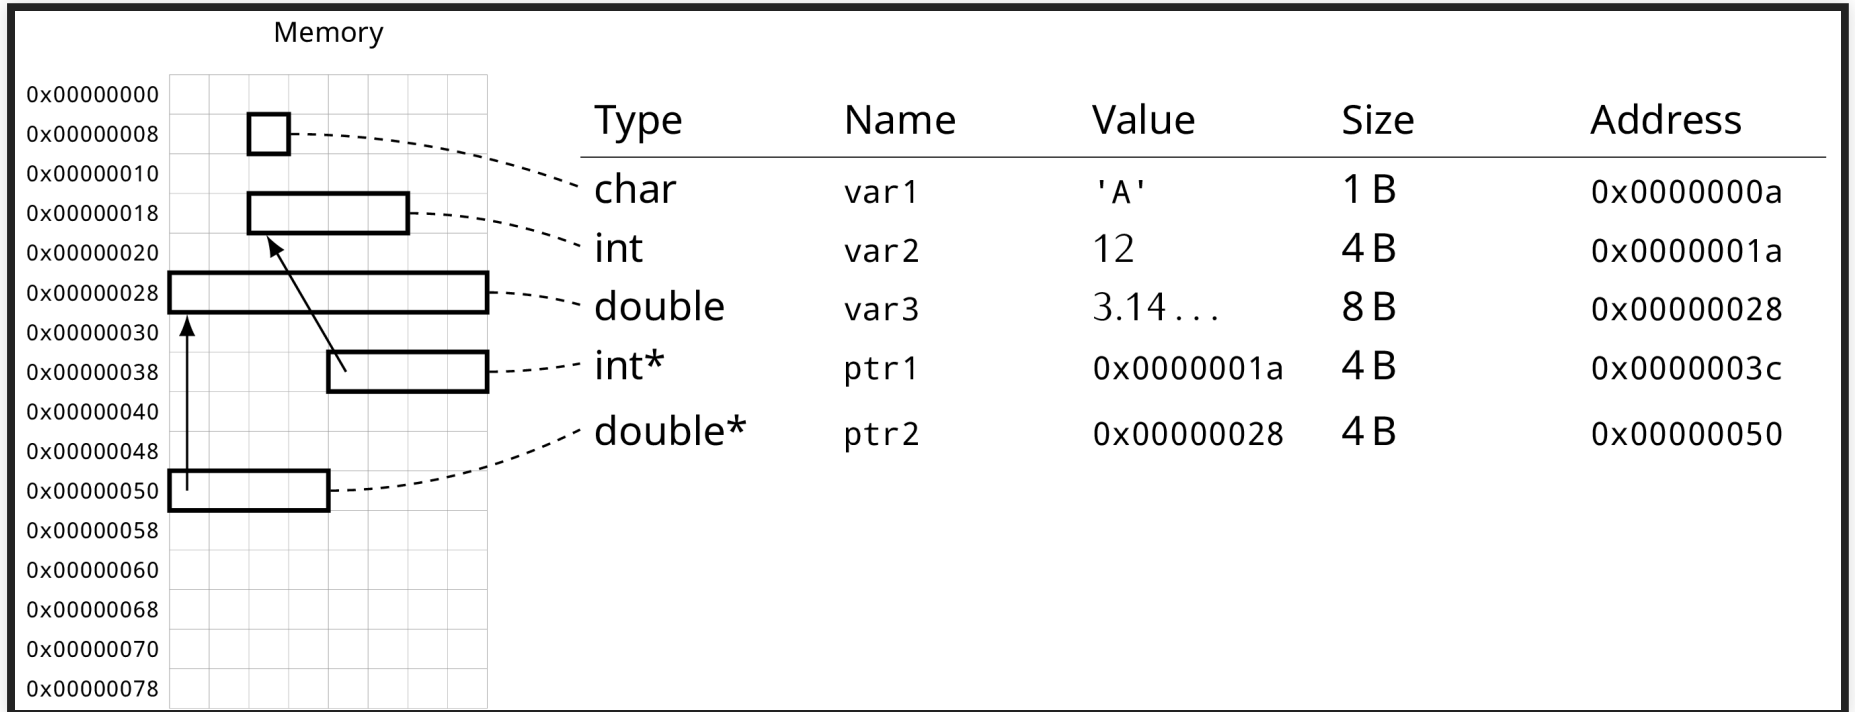 Memory
0x00000000
0x00000008
0x00000010
0x00000018
0x00000020
0x00000028
0x00000030
0x00000038
0x00000040
0x00000048
0x00000050
0x00000058
0x00000060
0x00000068
0x00000070
0x00000078
Type Name Value Size Address
char var1 'A' 1 B 0x0000000a
int var2 12 4 B 0x0000001a
double var3 3.14... 8 B 0x00000028
int* ptr1 0x0000001a 4 B 0x0000003c
double* ptr2 0x00000028 4 B 0x00000050